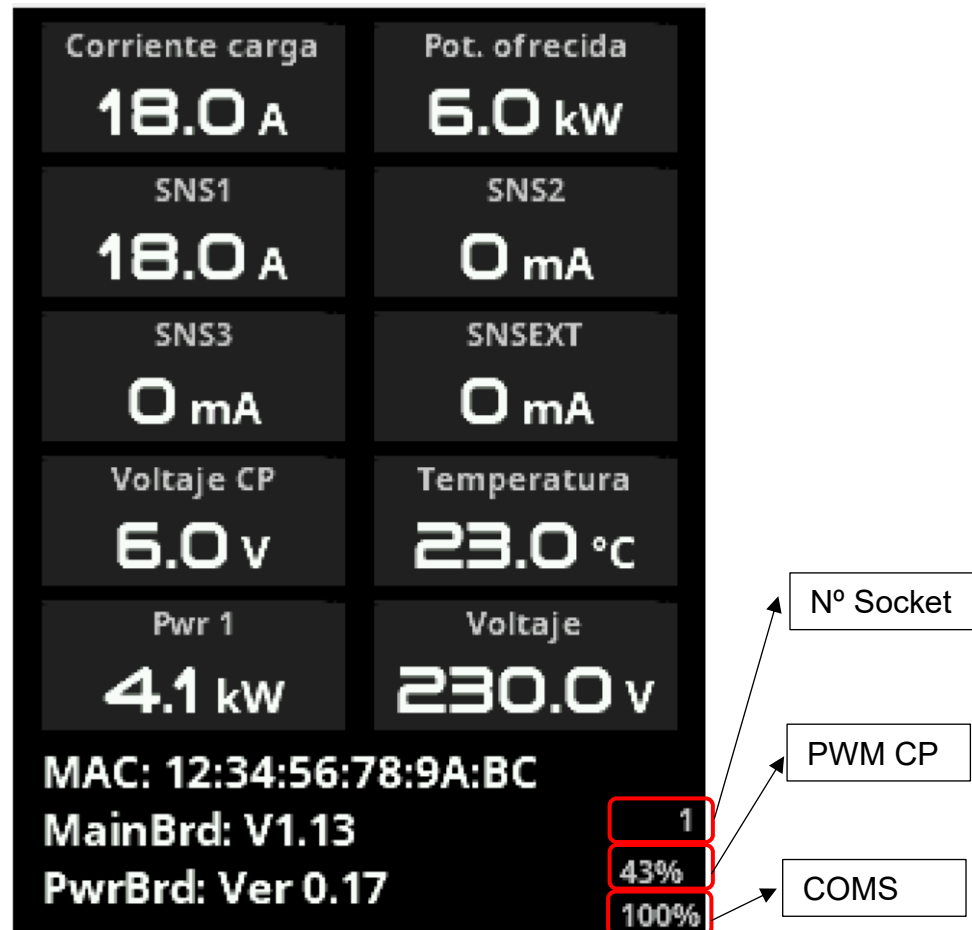 Corriente carga
18.0 A
Pot. ofrecida
6.0 kW
SNS1
18.0 A
SNS2
0 mA
SNS3
0 mA
SNSEXT
0 mA
Voltaje CP
6.0 V
Temperatura
23.0 ºC
Pwr 1
4.1 kW
Voltaje
230.0 V
MAC: 12:34:56:78:9A:BC
MainBrd: V1.13
PwrBrd: Ver 0.17
1
43%
100%
Nº Socket
PWM CP
COMS